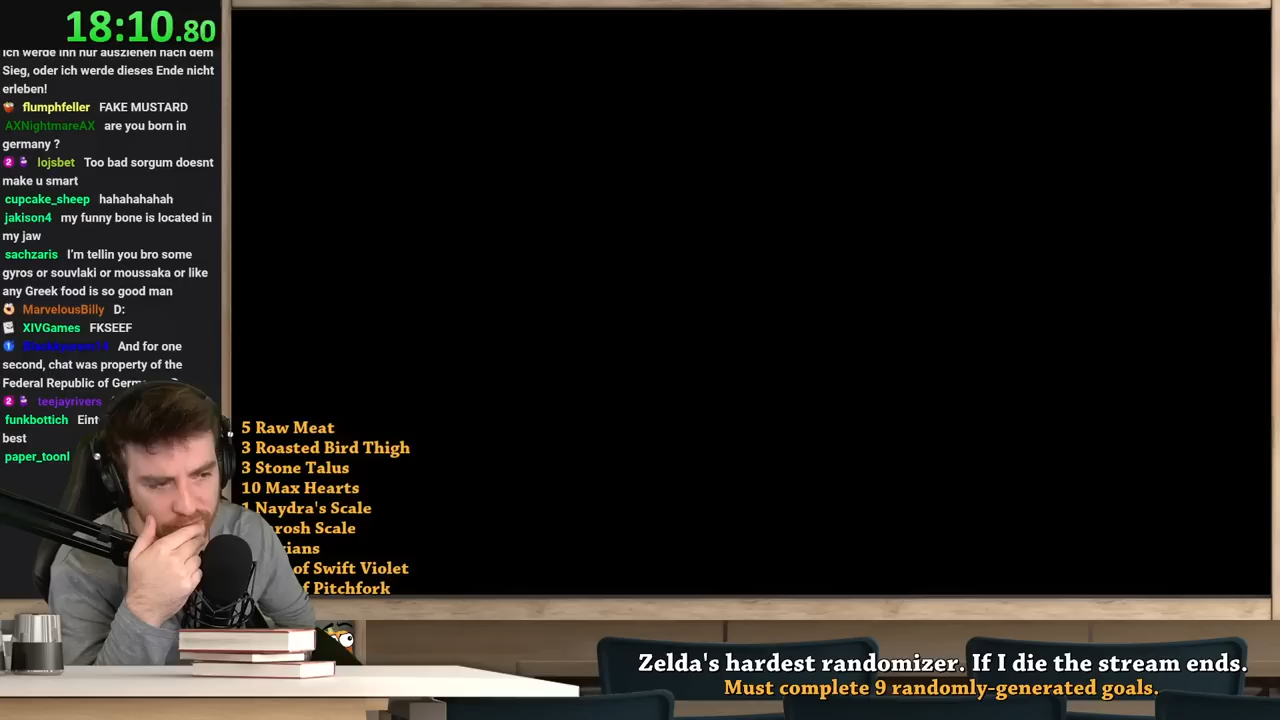 18:10.80
Ich werde ihn nur ausziehen nach dem
Sieg, oder ich werde dieses Ende nicht
erleben!
flumphfeller FAKE MUSTARD
AXNightmareAX are you born in
germany ?
2 lojsbet Too bad sorgum doesnt
make u smart
cupcake_sheep hahahahahah
jakison4 my funny bone is located in
my jaw
sachzaris I'm tellin you bro some
gyros or souvlaki or moussaka or like
any Greek food is so good man
MarvelousBilly D:
XIVGames FKSEEF
1 And for one
second, chat was property of the
Federal Republic of
2 teejayrivers
funkbottich
best
paper_toonl
5 Raw Meat
3 Roasted Bird Thigh
3 Stone Talus
10 Max Hearts
1 Naydra's Scale
Scale
of Swift Violet
Pitchfork
Zelda's hardest randomizer. If I die the stream ends.
Must complete 9 randomly-generated goals.